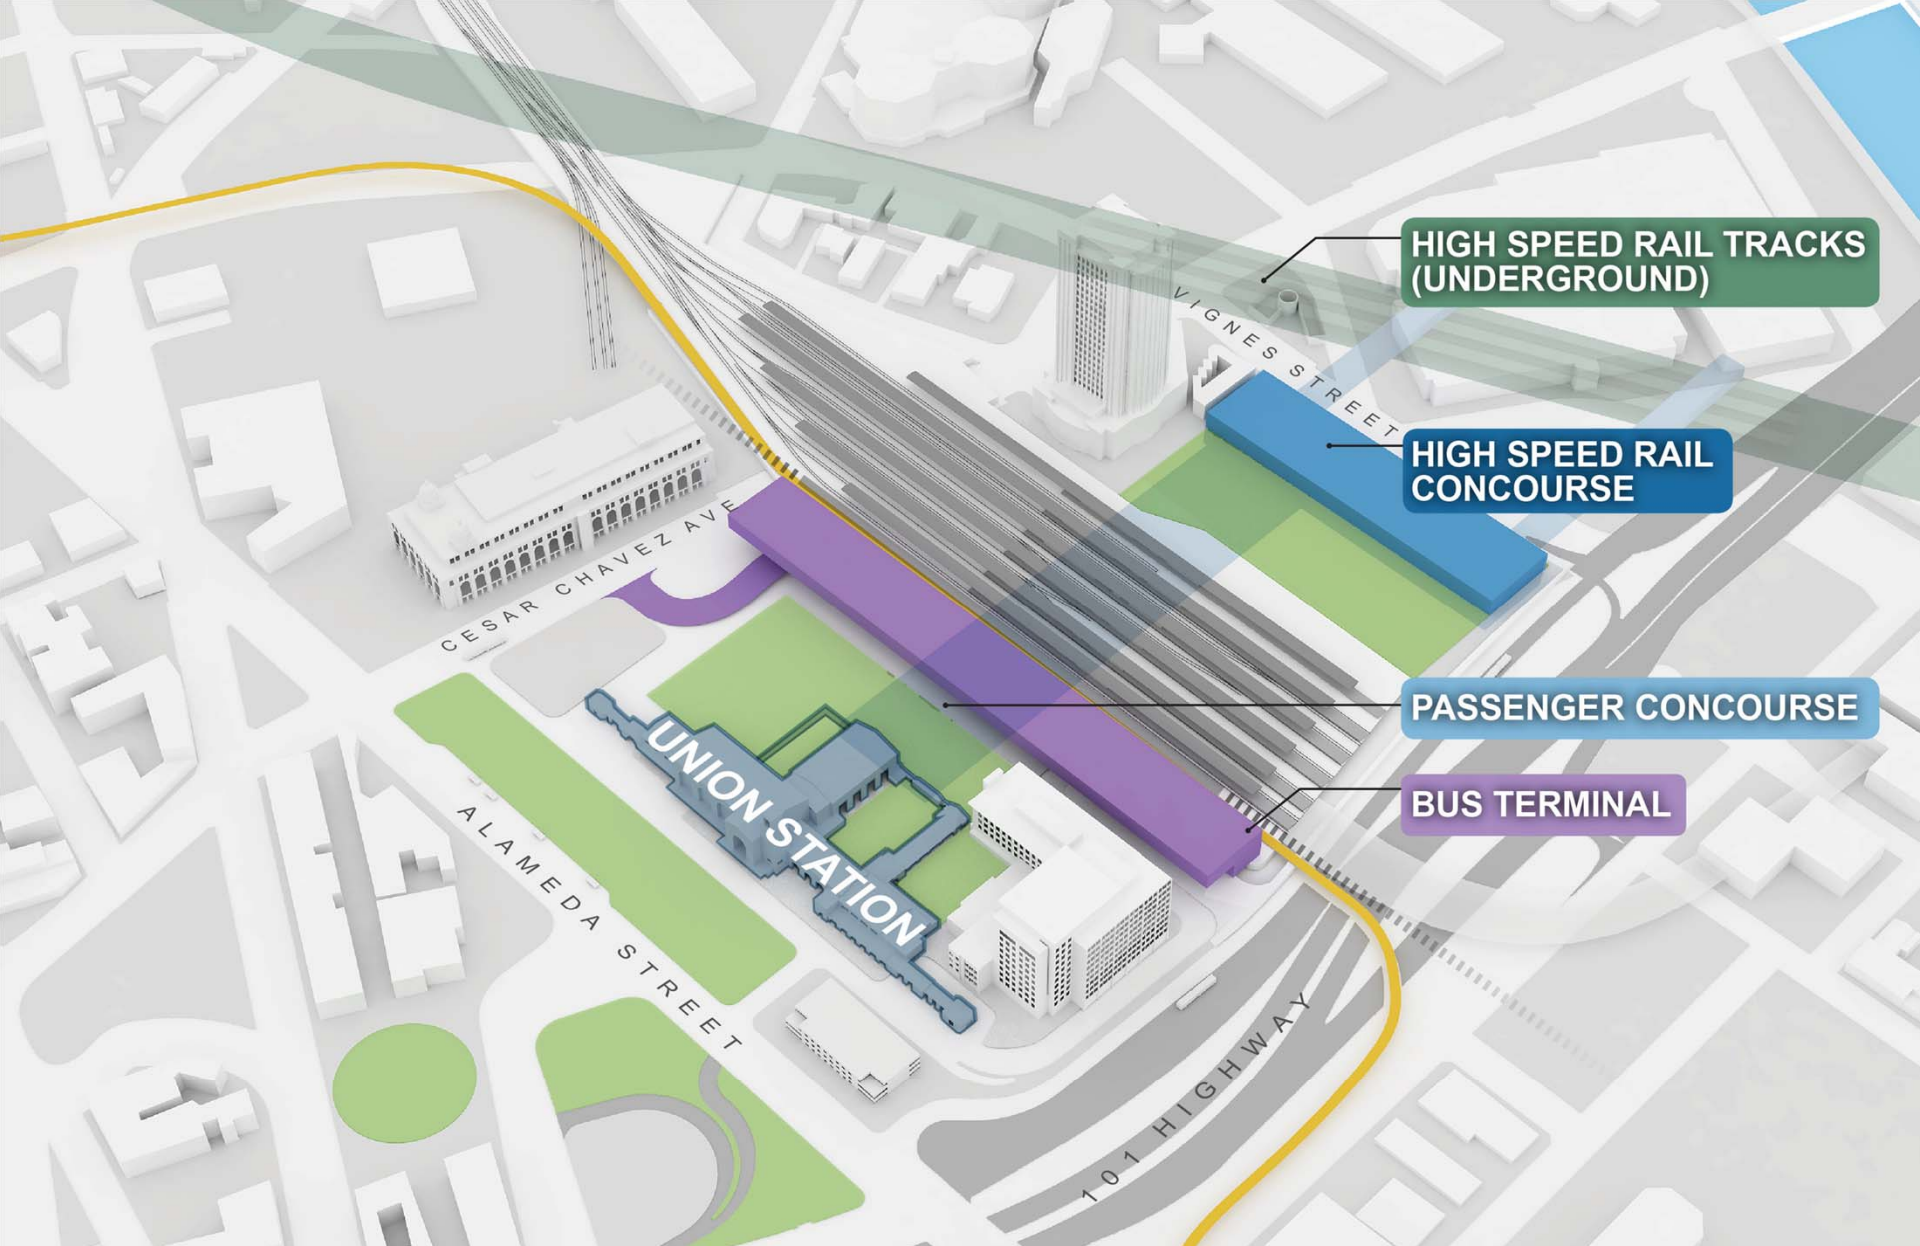 VIGNES STREET
HIGH SPEED RAIL TRACKS
(UNDERGROUND)
HIGH SPEED RAIL
CONCOURSE
CESAR CHAVEZ AVE
PASSENGER CONCOURSE
UNION STATION
BUS TERMINAL
ALAMEDA STREET
101 HIGHWAY